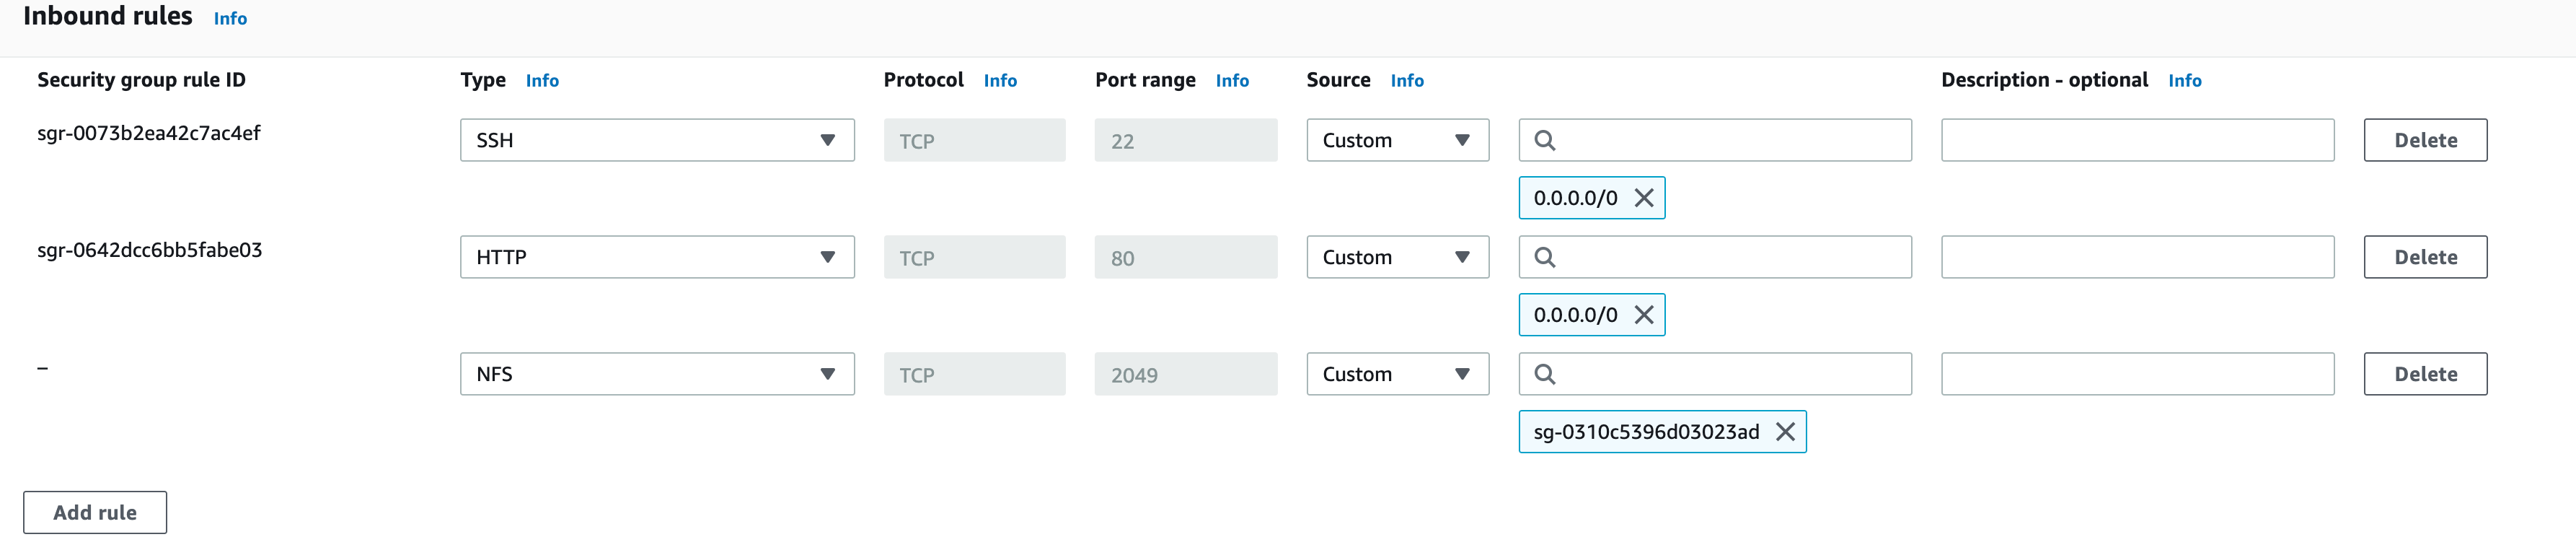 Inbound rules Info
Security group rule ID Type Info Protocol Info Port range Info Source Info Description - optional Info
sgr-0073b2ea42c7ac4ef SSH TCP 22 Custom Delete
0.0.0.0/0
sgr-0642dcc6bb5fabe03 HTTP TCP 80 Custom Delete
0.0.0.0/0
– NFS TCP 2049 Custom Delete
sg-0310c5396d03023ad
Add rule